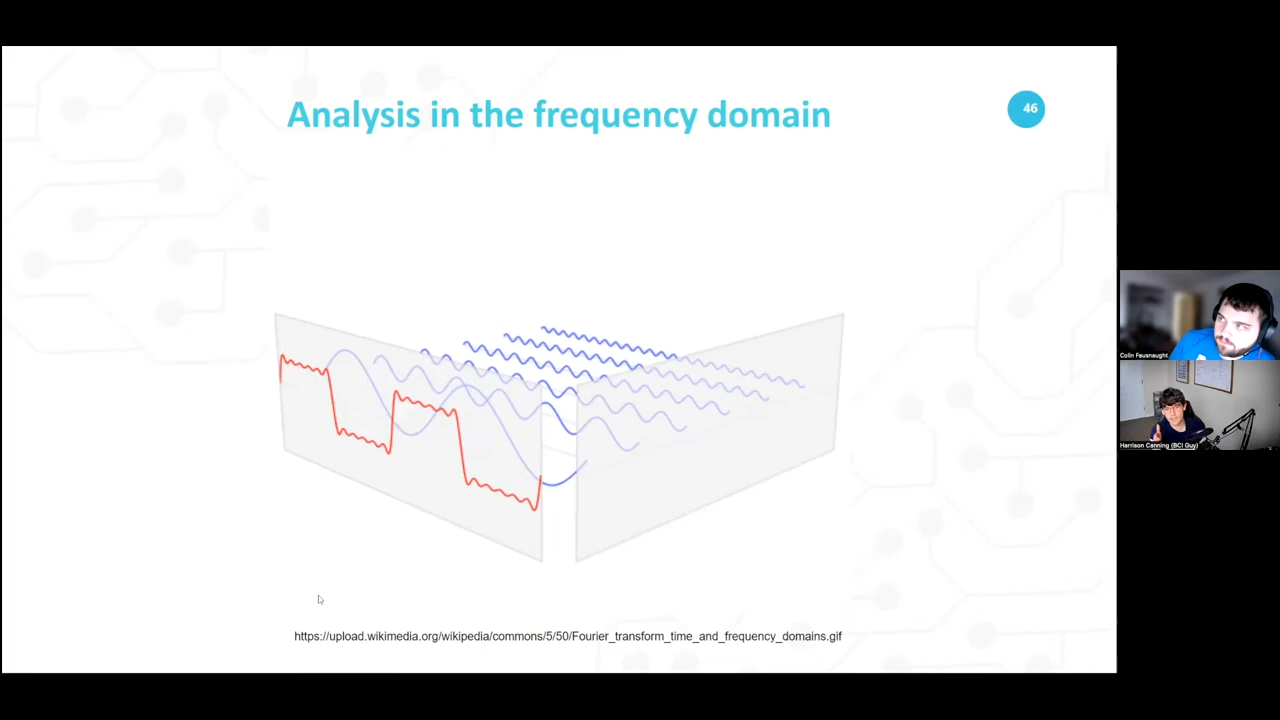 Analysis in the frequency domain
46
Colin Fausnaught
Harrison Canning (BCI Guy)
https://upload.wikimedia.org/wikipedia/commons/5/50/Fourier_transform_time_and_frequency_domains.gif